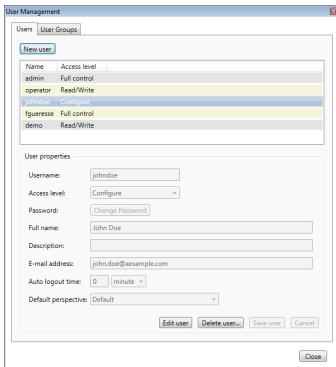 User Management
Users User Groups
New user
Name Access level
admin Full control
operator Read/Write
johndoe Configure
fgueresse Full control
demo Read/Write
User properties
Username: johndoe
Access level: Configure
Password: Change Password
Full name: John Doe
Description:
E-mail address: john.doe@aexample.com
Auto logout time: 0 minute
Default perspective: Default
Edit user Delete user... Save user Cancel
Close